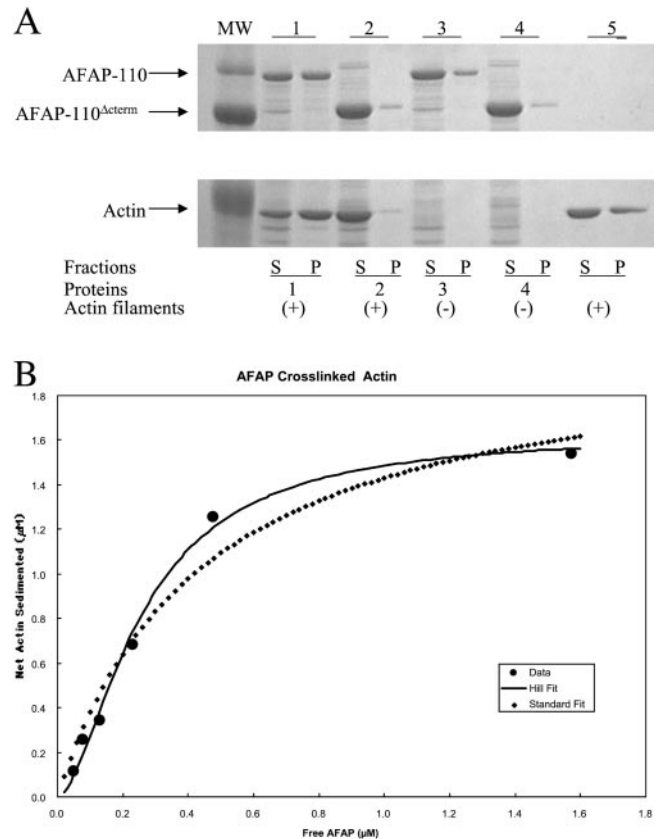 A
MW 1 2 3 4 5
AFAP-110
AFAP-110Δcterm
Actin
Fractions S P S P S P S P S P
Proteins 1 2 3 4
Actin filaments (+) (+) (-) (-) (+)
B
AFAP Crosslinked Actin
Net Actin Sedimented (μM)
1.8
1.6
1.4
1.2
1.0
0.8
0.6
0.4
0.2
0.0
Data
Hill Fit
Standard Fit
0.0 0.2 0.4 0.6 0.8 1.0 1.2 1.4 1.6 1.8
Free AFAP (μM)